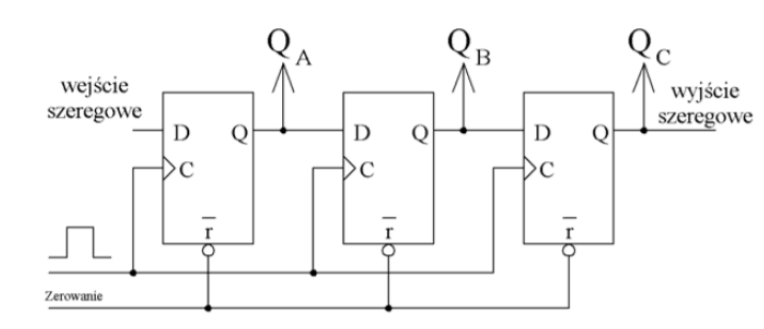 Q A
Q B
Q C
wejście
szeregowe
wyjście
szeregowe
D Q
D Q
D Q
C
C
C
r
r
r
Zerowanie